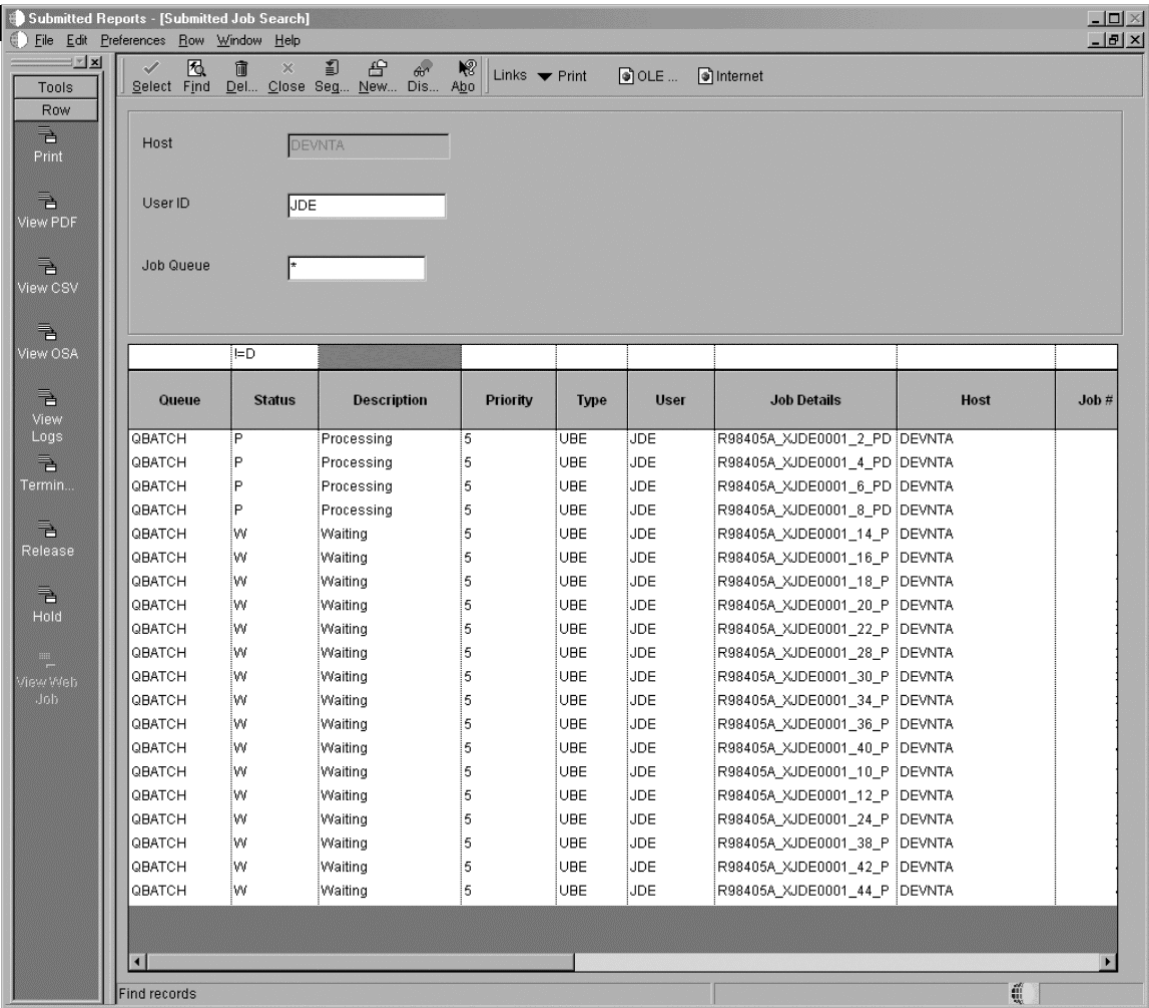 Submitted Reports - [Submitted Job Search]
File Edit Preferences Row Window Help
Select Find Del... Close Seq... New... Dis... Abo Links Print OLE ... Internet
Tools
Row
Print
View PDF
View CSV
View OSA
View
Logs
Termin...
Release
Hold
View Web
Job
Host DEVNTA
User ID JDE
Job Queue *
!=D
Queue Status Description Priority Type User Job Details Host Job #
QBATCH P Processing 5 UBE JDE R98405A_XJDE0001_2_PD DEVNTA
QBATCH P Processing 5 UBE JDE R98405A_XJDE0001_4_PD DEVNTA
QBATCH P Processing 5 UBE JDE R98405A_XJDE0001_6_PD DEVNTA
QBATCH P Processing 5 UBE JDE R98405A_XJDE0001_8_PD DEVNTA
QBATCH W Waiting 5 UBE JDE R98405A_XJDE0001_14_P DEVNTA
QBATCH W Waiting 5 UBE JDE R98405A_XJDE0001_16_P DEVNTA
QBATCH W Waiting 5 UBE JDE R98405A_XJDE0001_18_P DEVNTA
QBATCH W Waiting 5 UBE JDE R98405A_XJDE0001_20_P DEVNTA
QBATCH W Waiting 5 UBE JDE R98405A_XJDE0001_22_P DEVNTA
QBATCH W Waiting 5 UBE JDE R98405A_XJDE0001_28_P DEVNTA
QBATCH W Waiting 5 UBE JDE R98405A_XJDE0001_30_P DEVNTA
QBATCH W Waiting 5 UBE JDE R98405A_XJDE0001_34_P DEVNTA
QBATCH W Waiting 5 UBE JDE R98405A_XJDE0001_36_P DEVNTA
QBATCH W Waiting 5 UBE JDE R98405A_XJDE0001_40_P DEVNTA
QBATCH W Waiting 5 UBE JDE R98405A_XJDE0001_10_P DEVNTA
QBATCH W Waiting 5 UBE JDE R98405A_XJDE0001_12_P DEVNTA
QBATCH W Waiting 5 UBE JDE R98405A_XJDE0001_24_P DEVNTA
QBATCH W Waiting 5 UBE JDE R98405A_XJDE0001_38_P DEVNTA
QBATCH W Waiting 5 UBE JDE R98405A_XJDE0001_42_P DEVNTA
QBATCH W Waiting 5 UBE JDE R98405A_XJDE0001_44_P DEVNTA
Find records